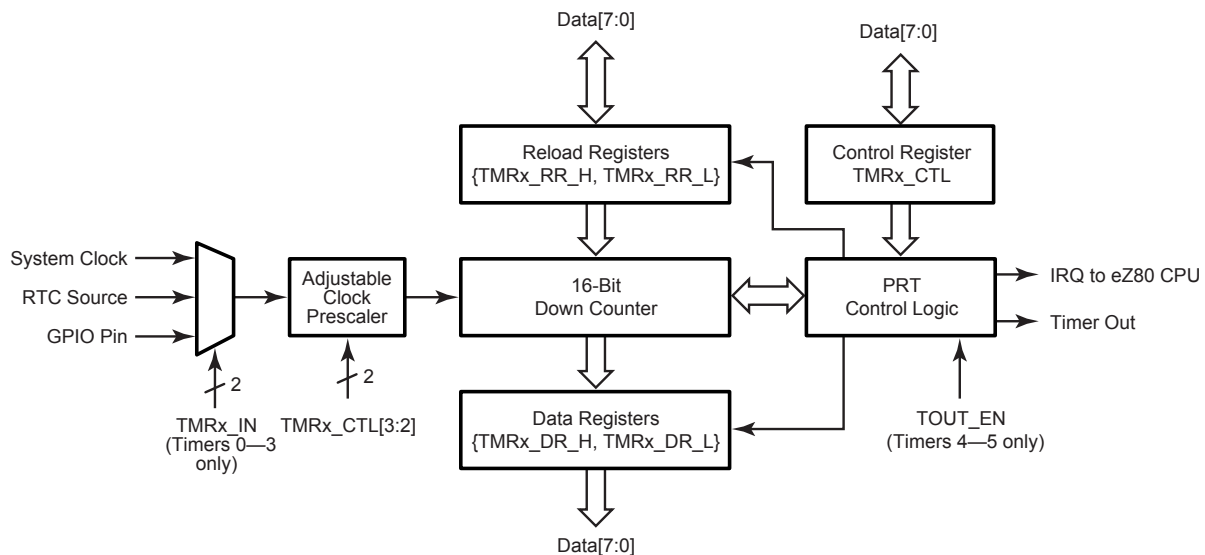 Data[7:0]
Data[7:0]
Reload Registers
{TMRx_RR_H, TMRx_RR_L}
Control Register
TMRx_CTL
System Clock
RTC Source
GPIO Pin
Adjustable
Clock
Prescaler
16-Bit
Down Counter
PRT
Control Logic
IRQ to eZ80 CPU
Timer Out
2
TMRx_IN
(Timers 0—3
only)
2
TMRx_CTL[3:2]
Data Registers
{TMRx_DR_H, TMRx_DR_L}
TOUT_EN
(Timers 4—5 only)
Data[7:0]